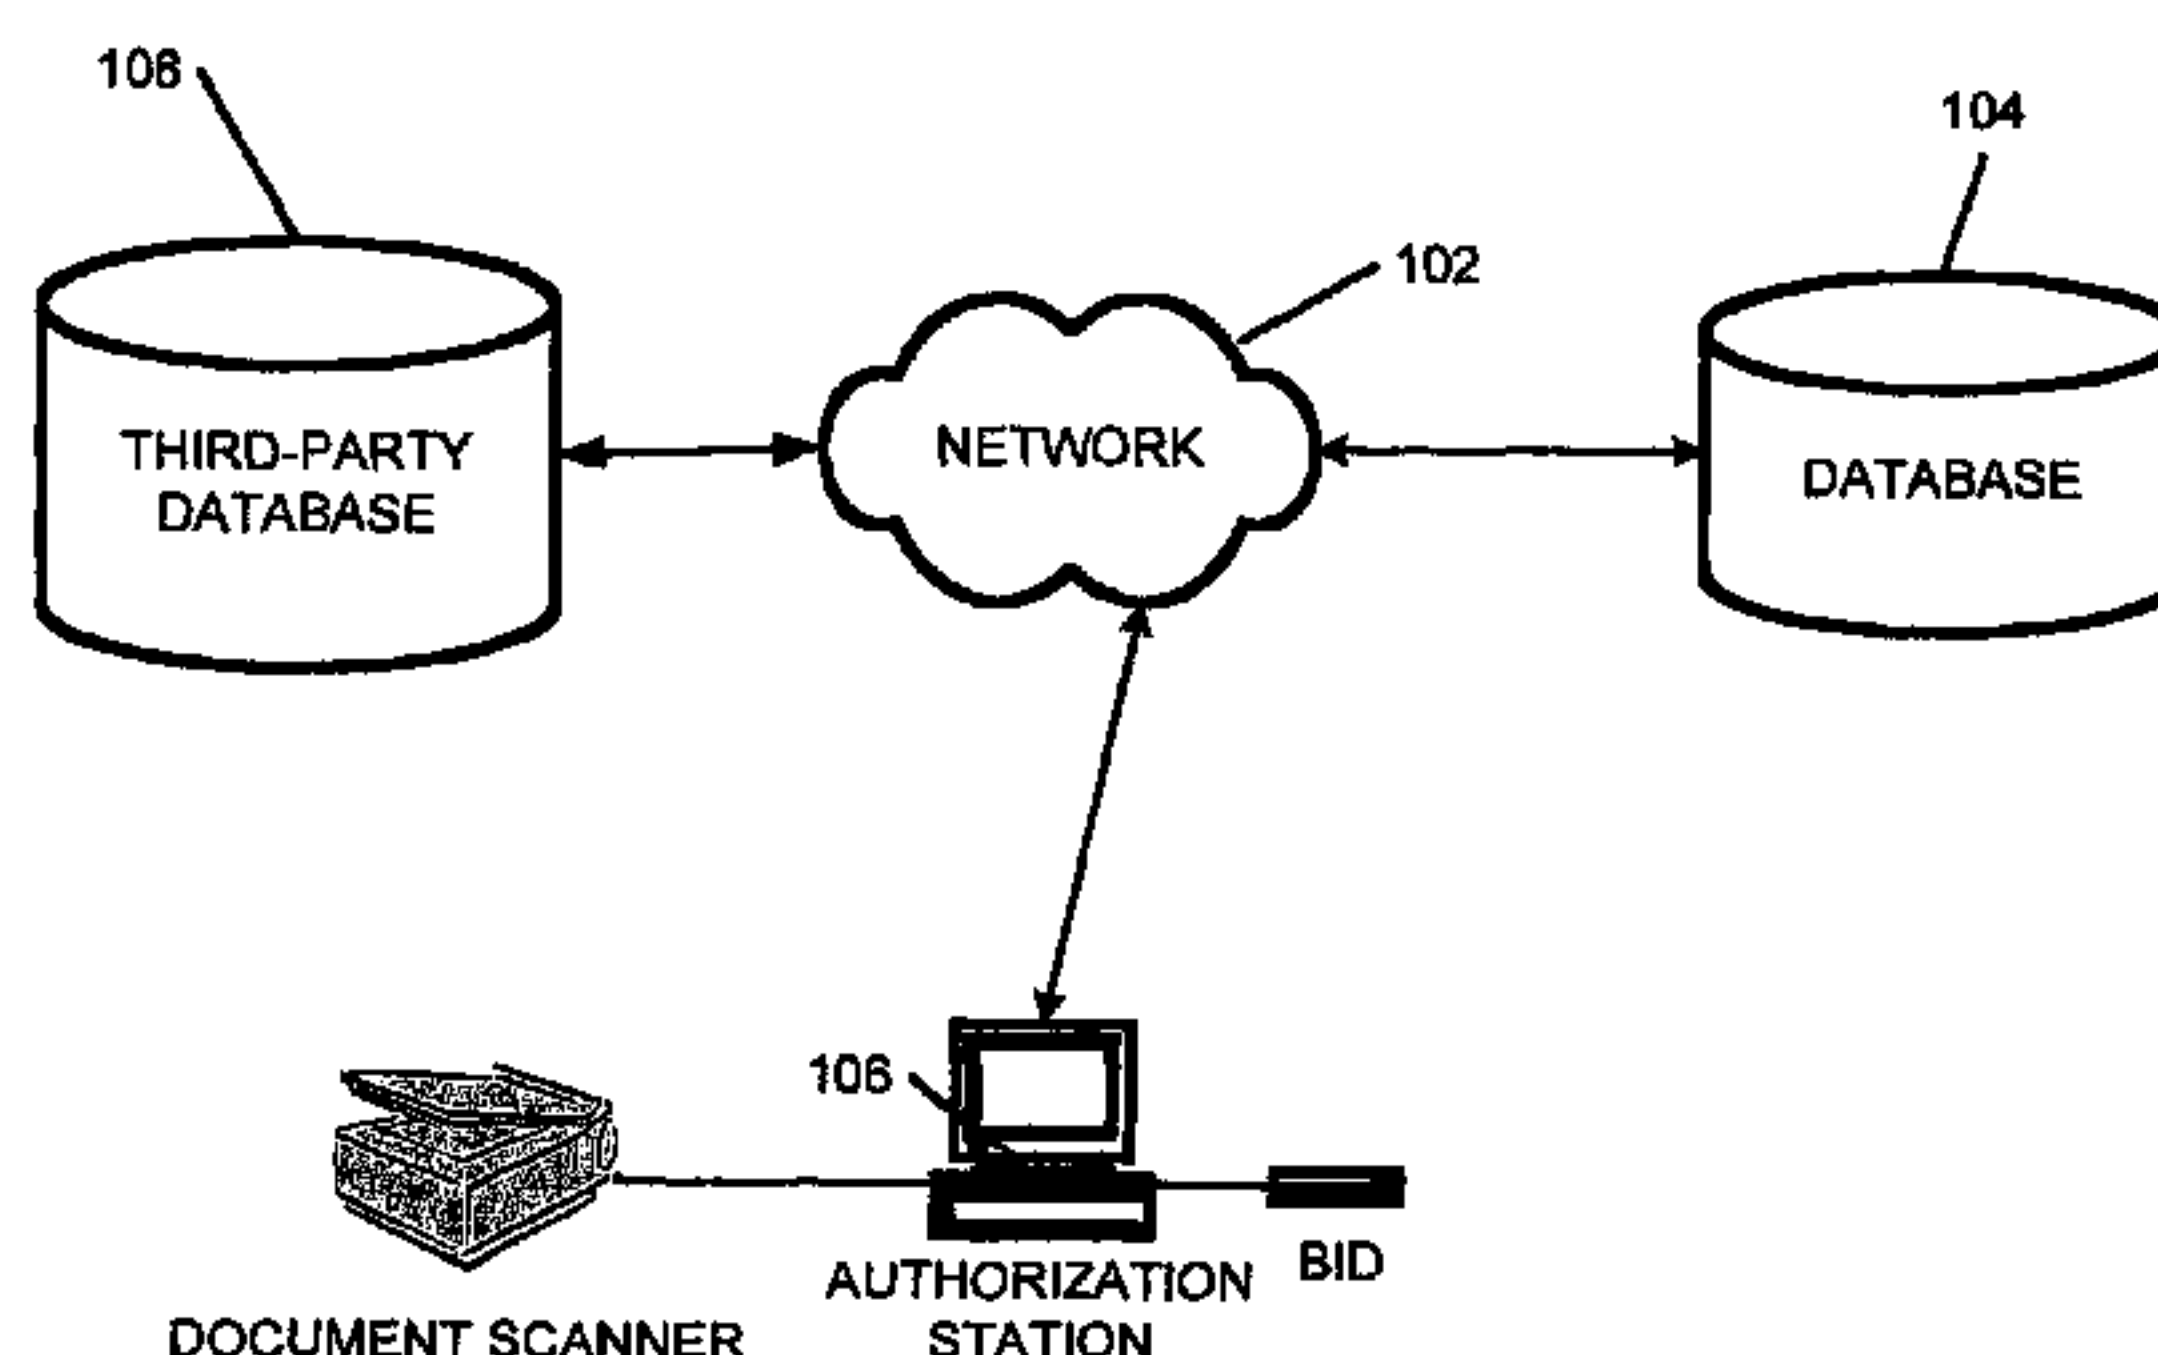 106
104
102
THIRD-PARTY
DATABASE
NETWORK
DATABASE
106
AUTHORIZATION
STATION
BID
DOCUMENT SCANNER